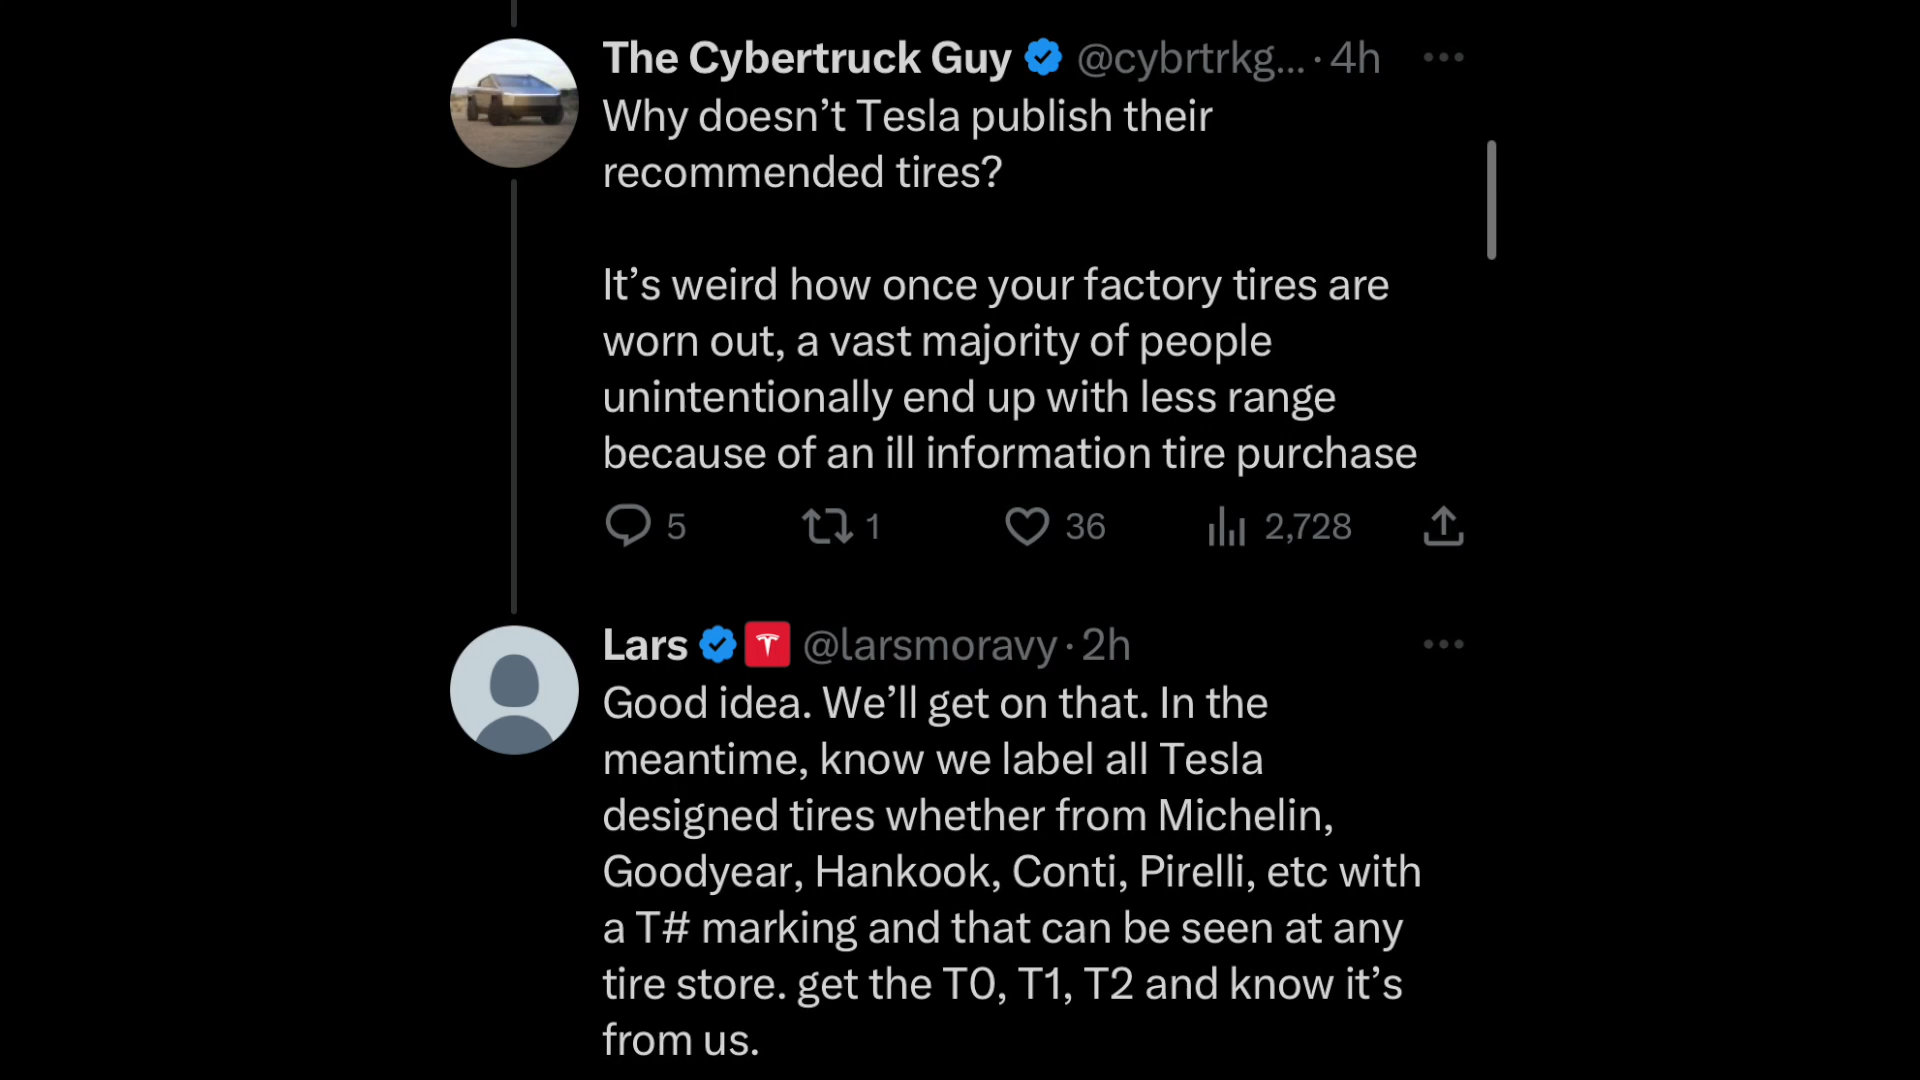 The Cybertruck Guy @cybrtrkg... · 4h
Why doesn’t Tesla publish their
recommended tires?
It’s weird how once your factory tires are
worn out, a vast majority of people
unintentionally end up with less range
because of an ill information tire purchase
5 1 36 2,728
Lars @larsmoravy · 2h
Good idea. We’ll get on that. In the
meantime, know we label all Tesla
designed tires whether from Michelin,
Goodyear, Hankook, Conti, Pirelli, etc with
a T# marking and that can be seen at any
tire store. get the T0, T1, T2 and know it’s
from us.